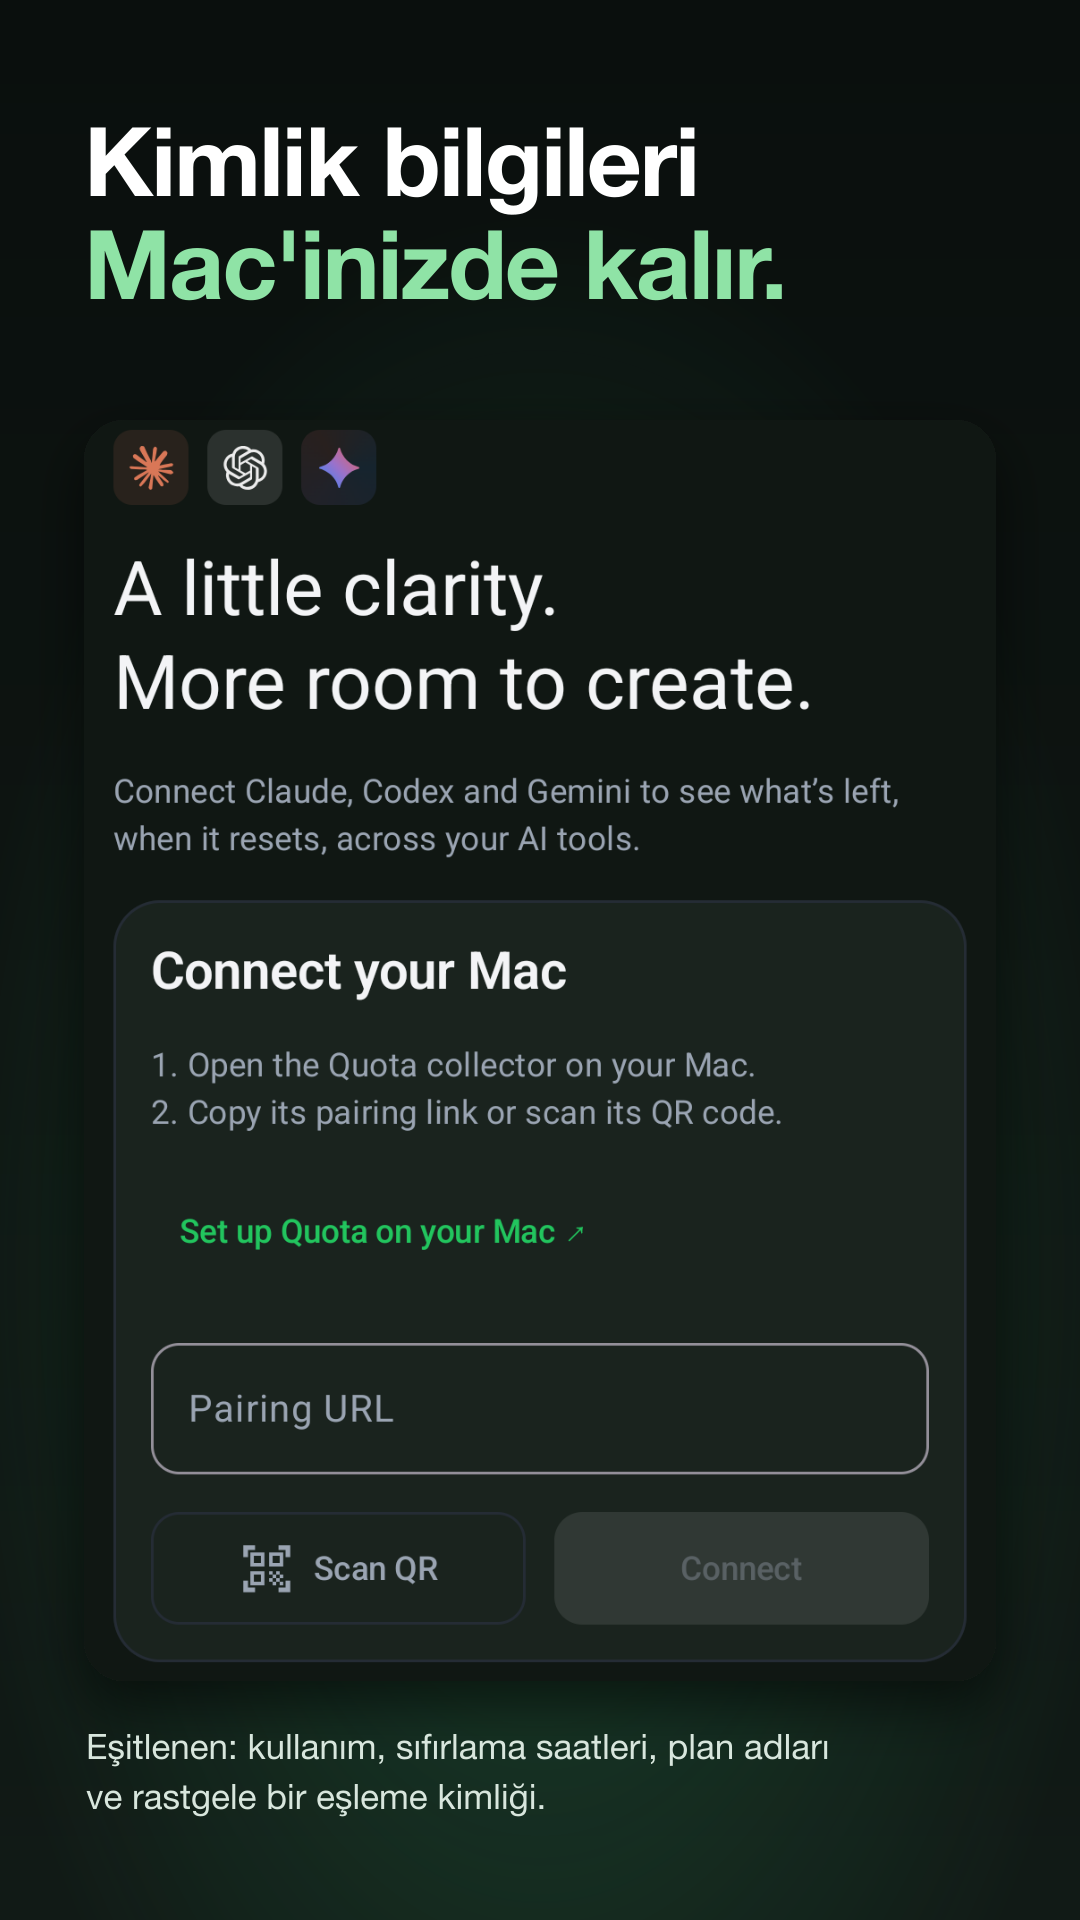 Kimlik bilgileri
Mac'inizde kalır.
A little clarity.
More room to create.
Connect Claude, Codex and Gemini to see what’s left,
when it resets, across your AI tools.
Connect your Mac
1. Open the Quota collector on your Mac.
2. Copy its pairing link or scan its QR code.
Set up Quota on your Mac ↗
Pairing URL
Scan QR
Connect
Eşitlenen: kullanım, sıfırlama saatleri, plan adları
ve rastgele bir eşleme kimliği.